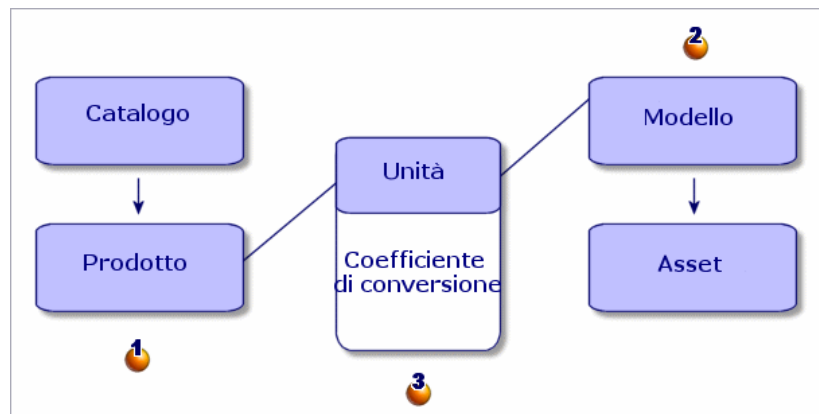 2
Catalogo
Modello
Unità
Prodotto
Coefficiente
di conversione
Asset
1
3